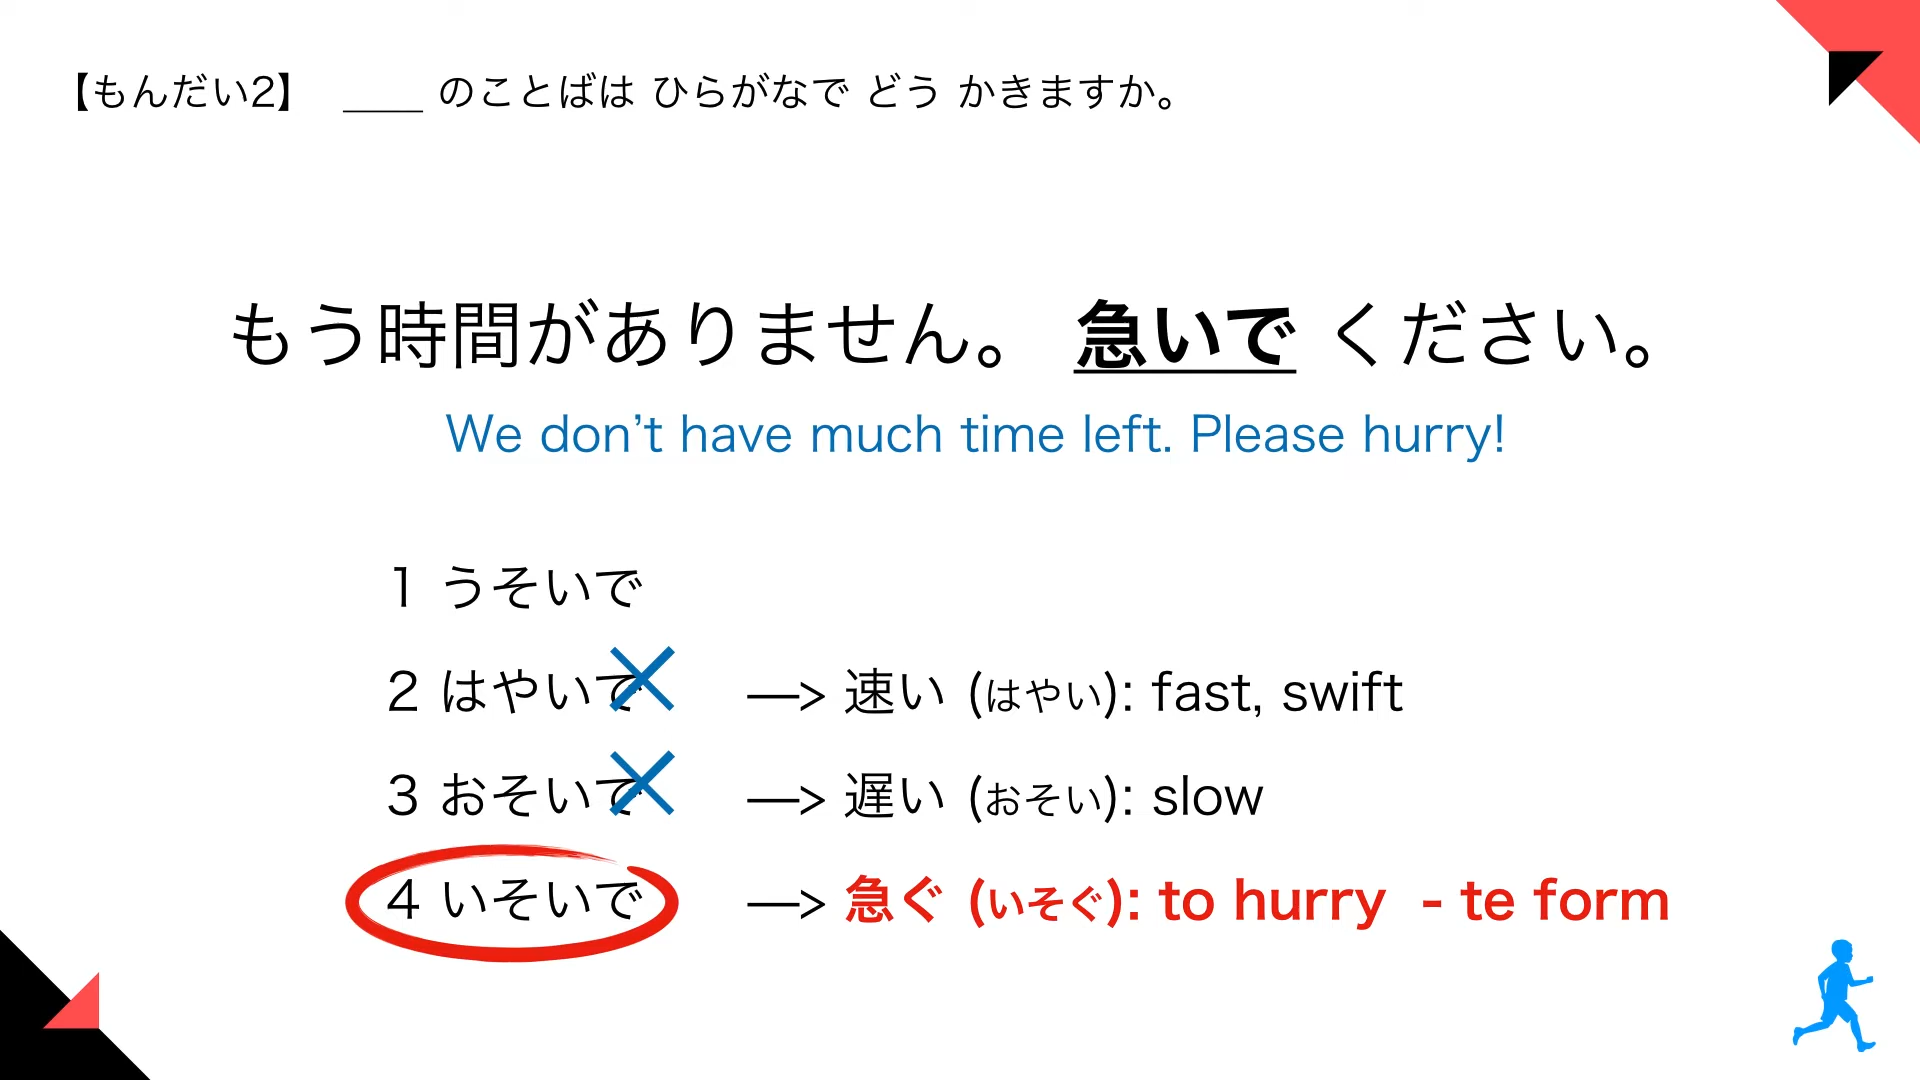 【もんだい2】 ____ のことばは ひらがなで どう かきますか。
もう時間がありません。 急いで ください。
We don’t have much time left. Please hurry!
1 うそいで
2 はやいで —> 速い (はやい): fast, swift
3 おそいで —> 遅い (おそい): slow
4 いそいで —> 急ぐ (いそぐ): to hurry - te form